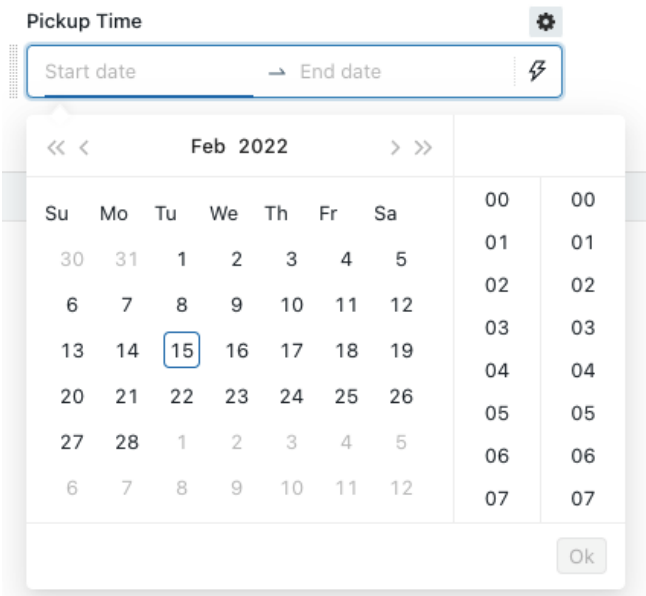 Pickup Time
Start date → End date
« < Feb 2022 > »
Su Mo Tu We Th Fr Sa
30 31 1 2 3 4 5
6 7 8 9 10 11 12
13 14 15 16 17 18 19
20 21 22 23 24 25 26
27 28 1 2 3 4 5
6 7 8 9 10 11 12
00 00
01 01
02 02
03 03
04 04
05 05
06 06
07 07
Ok